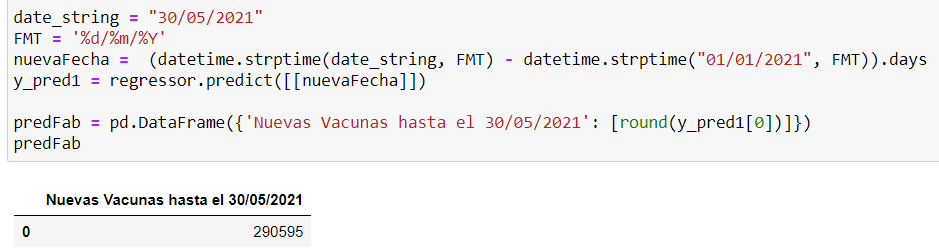 date_string = "30/05/2021"
FMT = '%d/%m/%Y'
nuevaFecha =  (datetime.strptime(date_string, FMT) - datetime.strptime("01/01/2021", FMT)).days
y_pred1 = regressor.predict([[nuevaFecha]])
predFab = pd.DataFrame({'Nuevas Vacunas hasta el 30/05/2021': [round(y_pred1[0])]})
predFab
Nuevas Vacunas hasta el 30/05/2021
0 290595